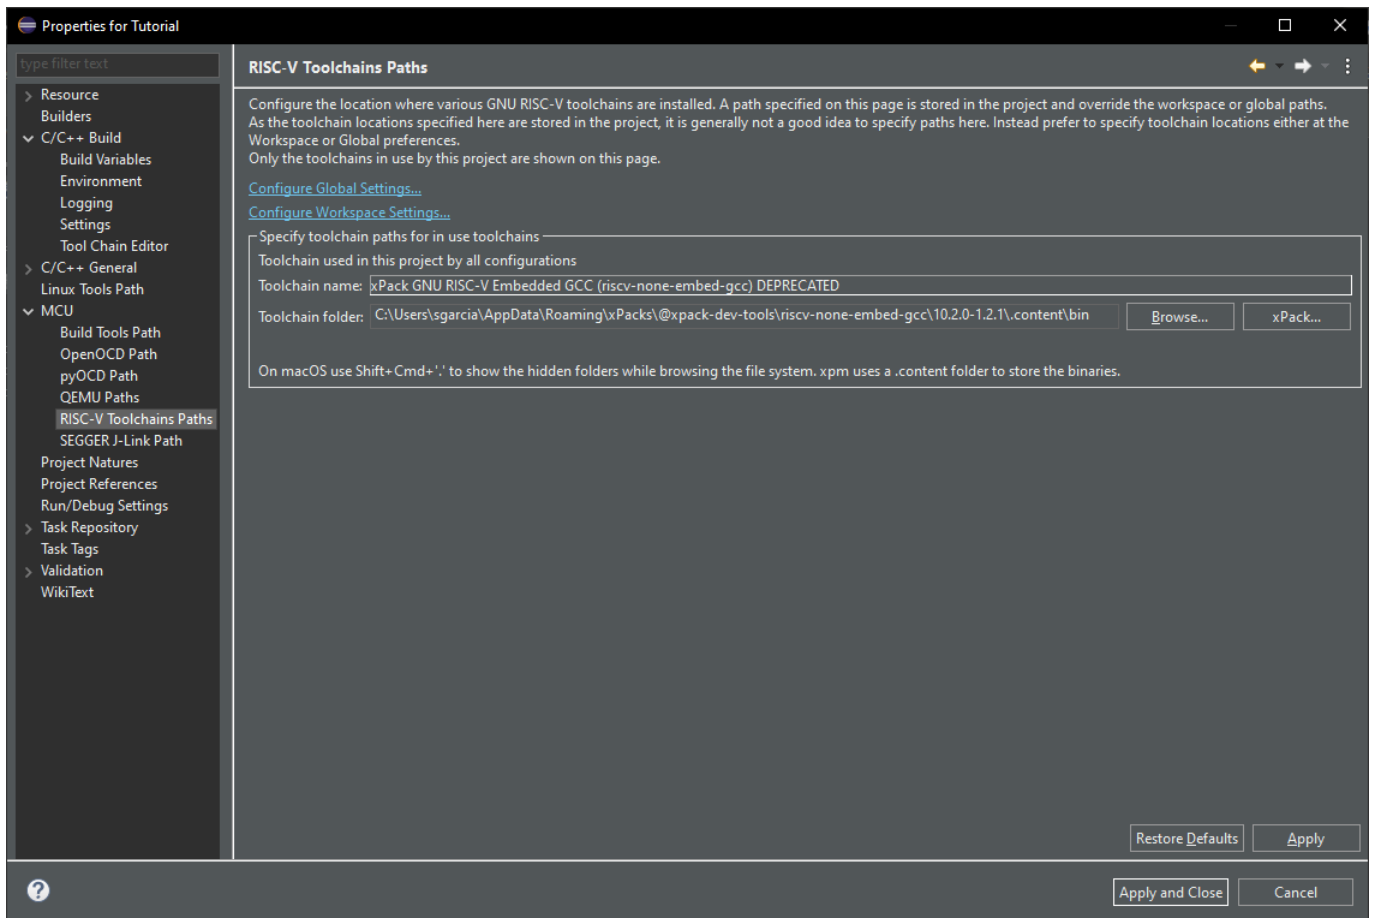 Properties for Tutorial
type filter text
Resource
Builders
C/C++ Build
Build Variables
Environment
Logging
Settings
Tool Chain Editor
C/C++ General
Linux Tools Path
MCU
Build Tools Path
OpenOCD Path
pyOCD Path
QEMU Paths
RISC-V Toolchains Paths
SEGGER J-Link Path
Project Natures
Project References
Run/Debug Settings
Task Repository
Task Tags
Validation
WikiText
RISC-V Toolchains Paths
Configure the location where various GNU RISC-V toolchains are installed. A path specified on this page is stored in the project and override the workspace or global paths.
As the toolchain locations specified here are stored in the project, it is generally not a good idea to specify paths here. Instead prefer to specify toolchain locations either at the
Workspace or Global preferences.
Only the toolchains in use by this project are shown on this page.
Configure Global Settings...
Configure Workspace Settings...
Specify toolchain paths for in use toolchains
Toolchain used in this project by all configurations
Toolchain name: xPack GNU RISC-V Embedded GCC (riscv-none-embed-gcc) DEPRECATED
Toolchain folder: C:\Users\sgarcia\AppData\Roaming\xPacks\@xpack-dev-tools\riscv-none-embed-gcc\10.2.0-1.2.1\.content\bin Browse... xPack...
On macOS use Shift+Cmd+'.' to show the hidden folders while browsing the file system. xpm uses a .content folder to store the binaries.
Restore Defaults Apply
? Apply and Close Cancel